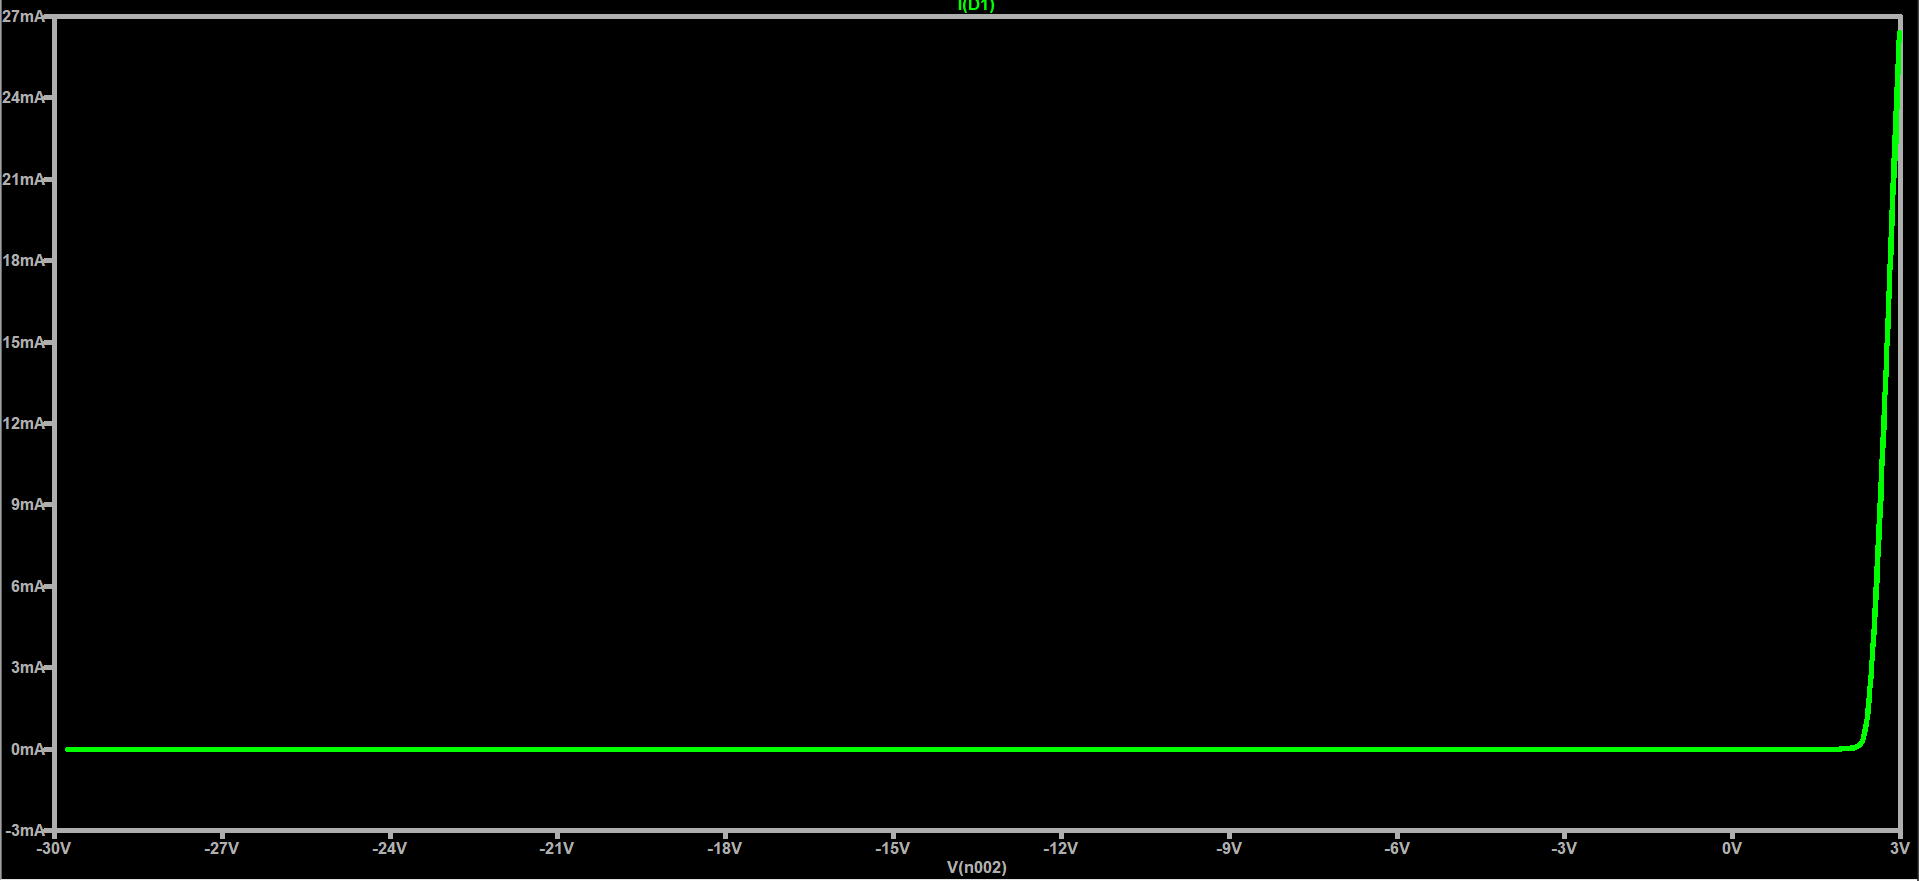 I(D1)
27mA
24mA
21mA
18mA
15mA
12mA
9mA
6mA
3mA
0mA
-3mA
-30V -27V -24V -21V -18V -15V -12V -9V -6V -3V 0V 3V
V(n002)